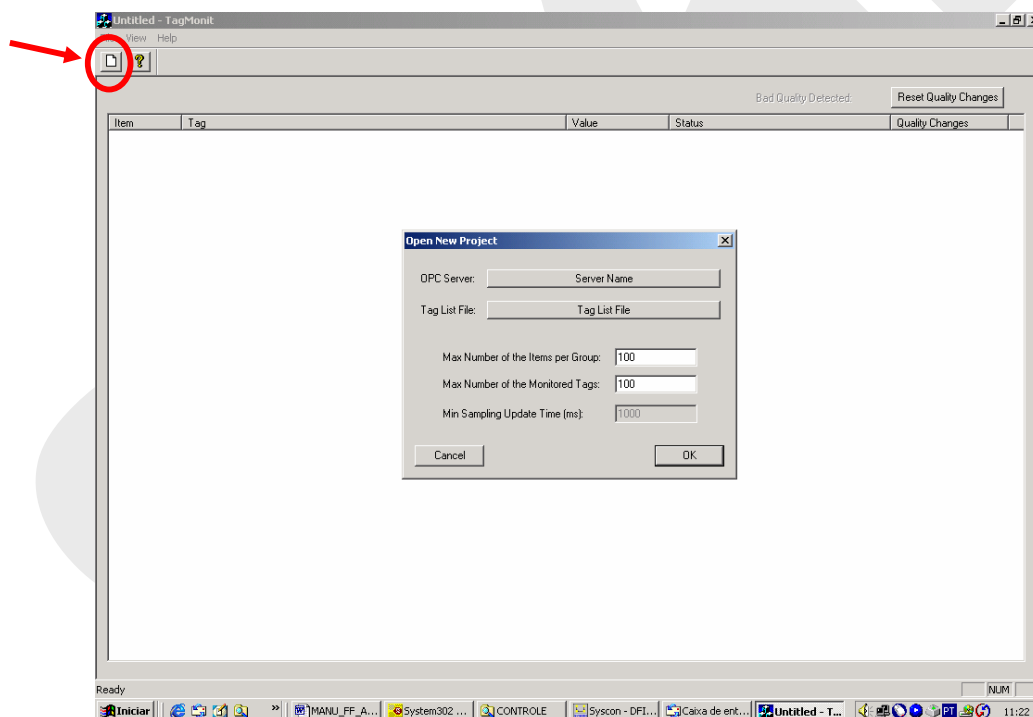 Untitled - TagMonit
View Help
Bad Quality Detected: Reset Quality Changes
Item Tag Value Status Quality Changes
Open New Project
OPC Server: Server Name
Tag List File: Tag List File
Max Number of the Items per Group: 100
Max Number of the Monitored Tags: 100
Min Sampling Update Time (ms): 1000
Cancel OK
Ready NUM
Iniciar » MANU_FF_A... System302 ... CONTROLE Syscon - DFI... Caixa de ent... Untitled - T... PT 11:22